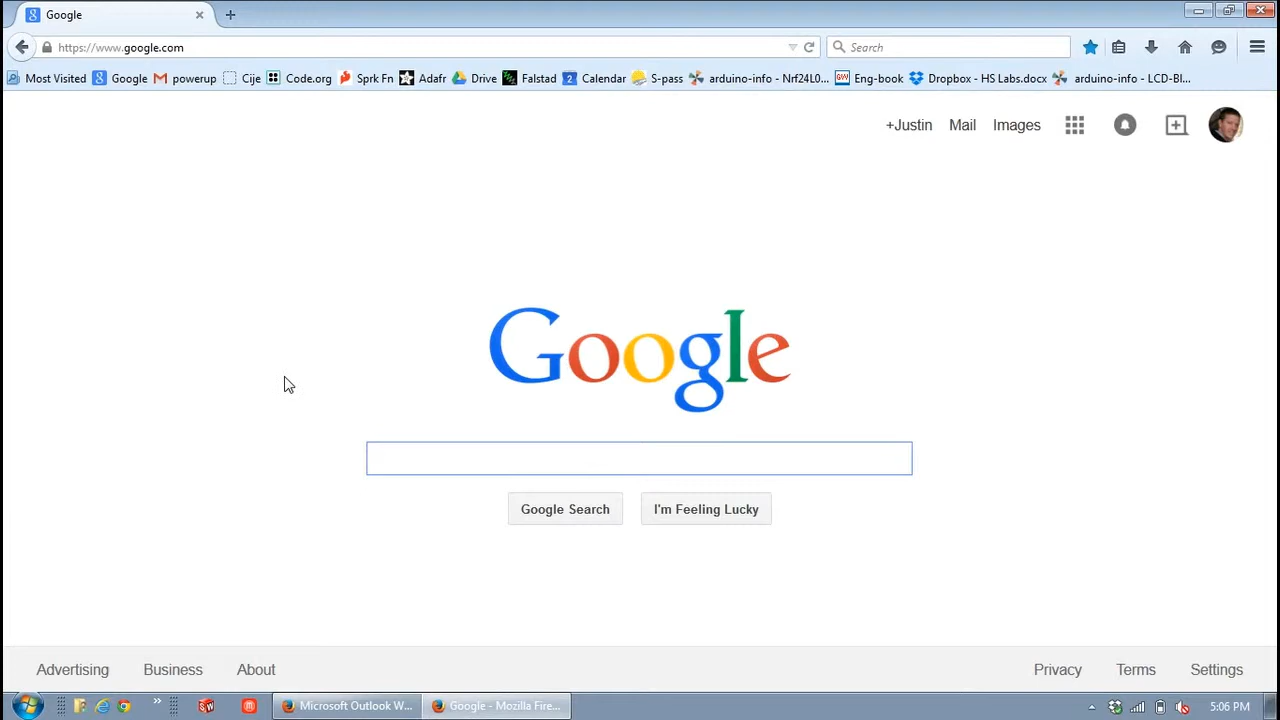 Google
https://www.google.com
Search
Most Visited
Google
powerup
Cije
Code.org
Sprk Fn
Adafr
Drive
Falstad
2
Calendar
S-pass
arduino-info - Nrf24L0...
Eng-book
Dropbox - HS Labs.docx
arduino-info - LCD-Bl...
+Justin
Mail
Images
Google
Google Search
I'm Feeling Lucky
Advertising
Business
About
Privacy
Terms
Settings
Microsoft Outlook W...
Google - Mozilla Fire...
5:06 PM